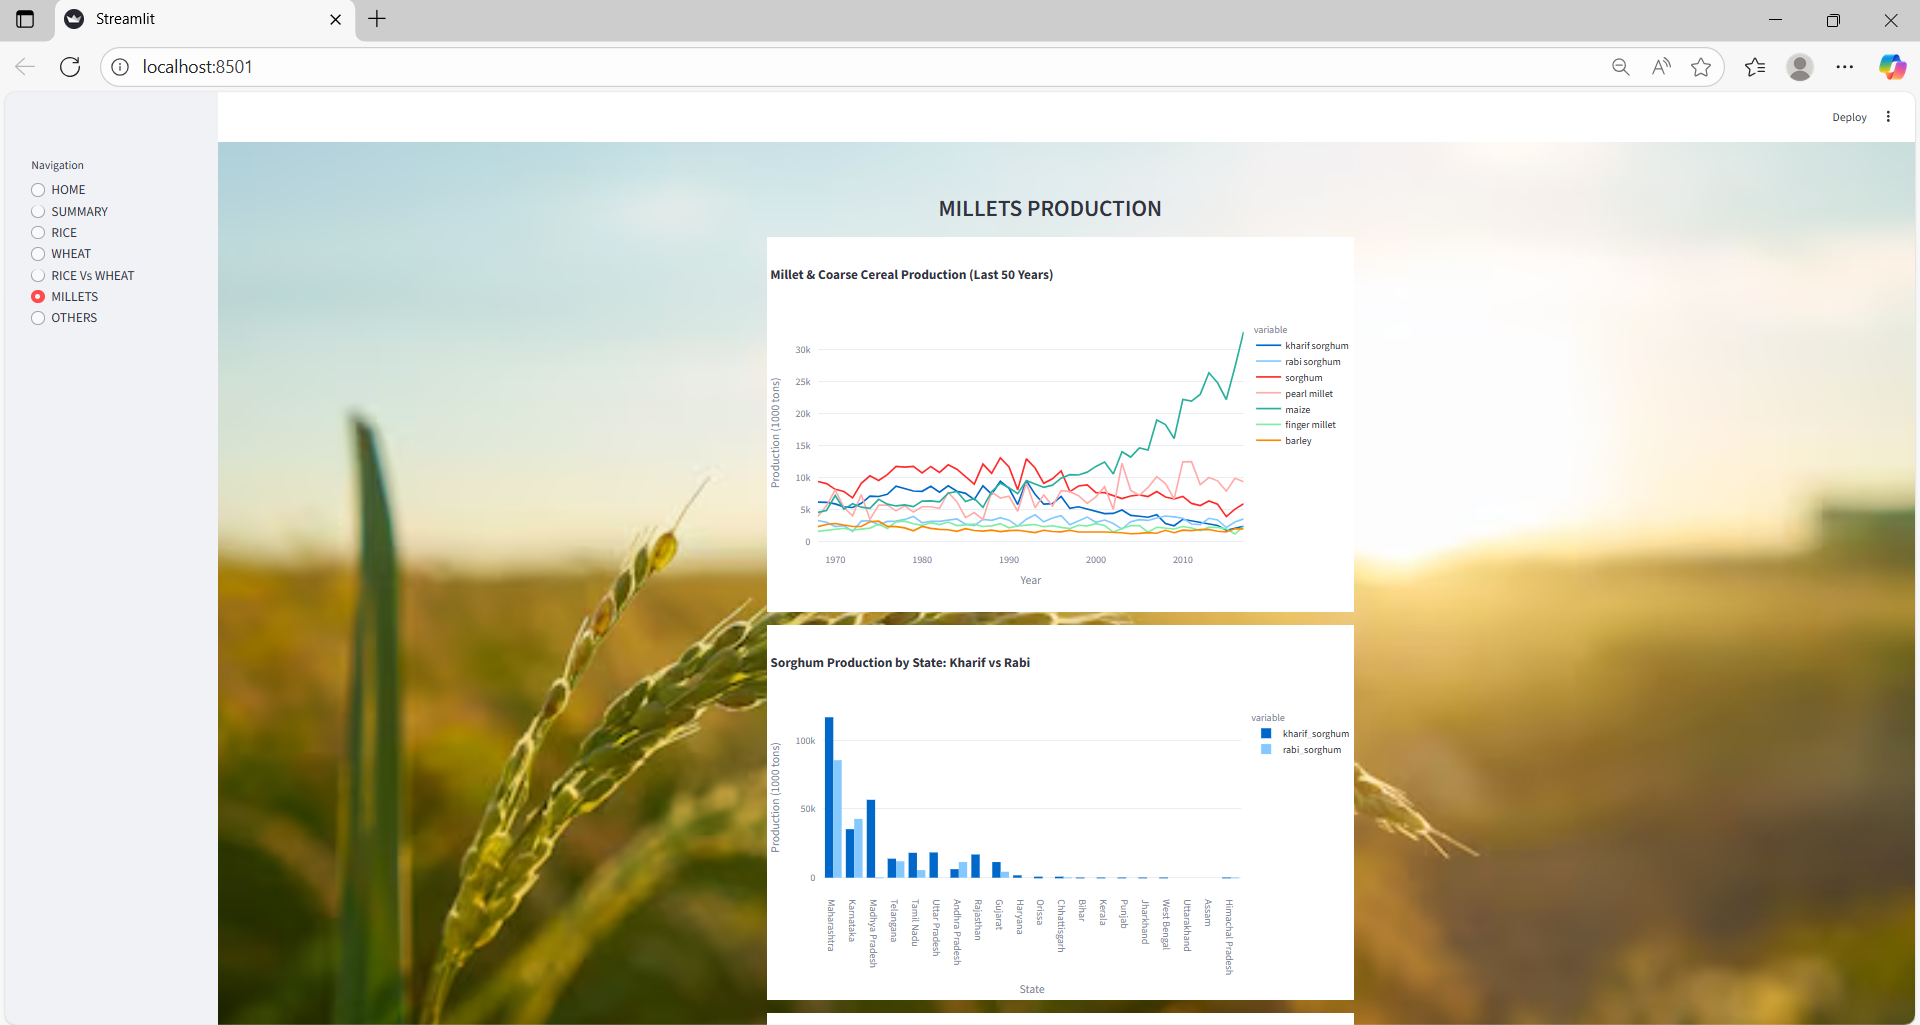 Streamlit
localhost:8501
Deploy
Navigation
HOME
SUMMARY
RICE
WHEAT
RICE Vs WHEAT
MILLETS
OTHERS
MILLETS PRODUCTION
Millet & Coarse Cereal Production (Last 50 Years)
variable
kharif sorghum
rabi sorghum
sorghum
pearl millet
maize
finger millet
barley
Production (1000 tons)
30k
25k
20k
15k
10k
5k
0
1970 1980 1990 2000 2010
Year
Sorghum Production by State: Kharif vs Rabi
variable
kharif_sorghum
rabi_sorghum
Production (1000 tons)
100k
50k
0
Maharashtra
Karnataka
Madhya Pradesh
Telangana
Tamil Nadu
Uttar Pradesh
Andhra Pradesh
Rajasthan
Gujarat
Haryana
Orissa
Chhattisgarh
Bihar
Kerala
Punjab
Jharkhand
West Bengal
Uttarakhand
Assam
Himachal Pradesh
State